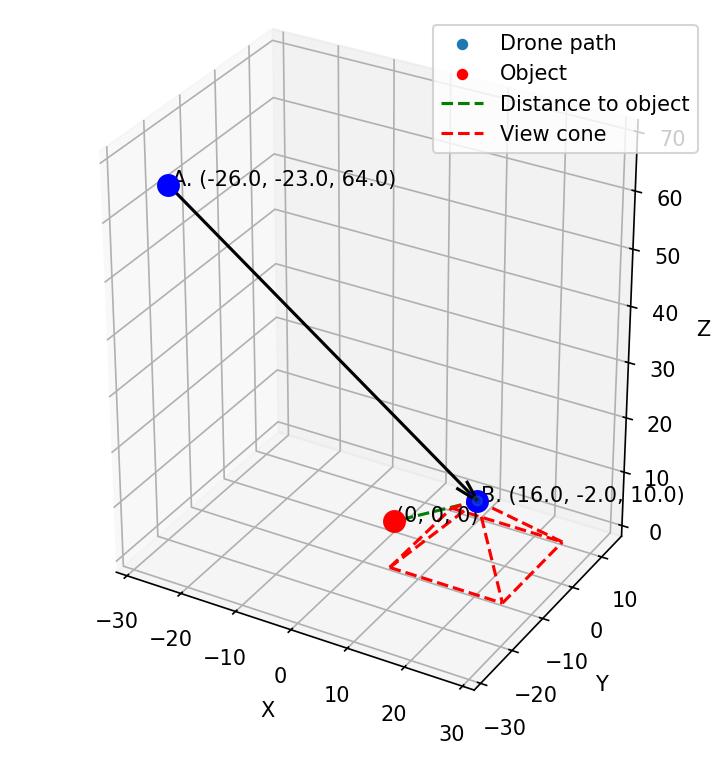 Drone path
Object
Distance to object
View cone
A. (-26.0, -23.0, 64.0)
B. (16.0, -2.0, 10.0)
(0, 0, 0)
70
60
50
40
30
20
10
0
Z
−30
−20
−10
0
10
20
30
X
−30
−20
−10
0
10
Y